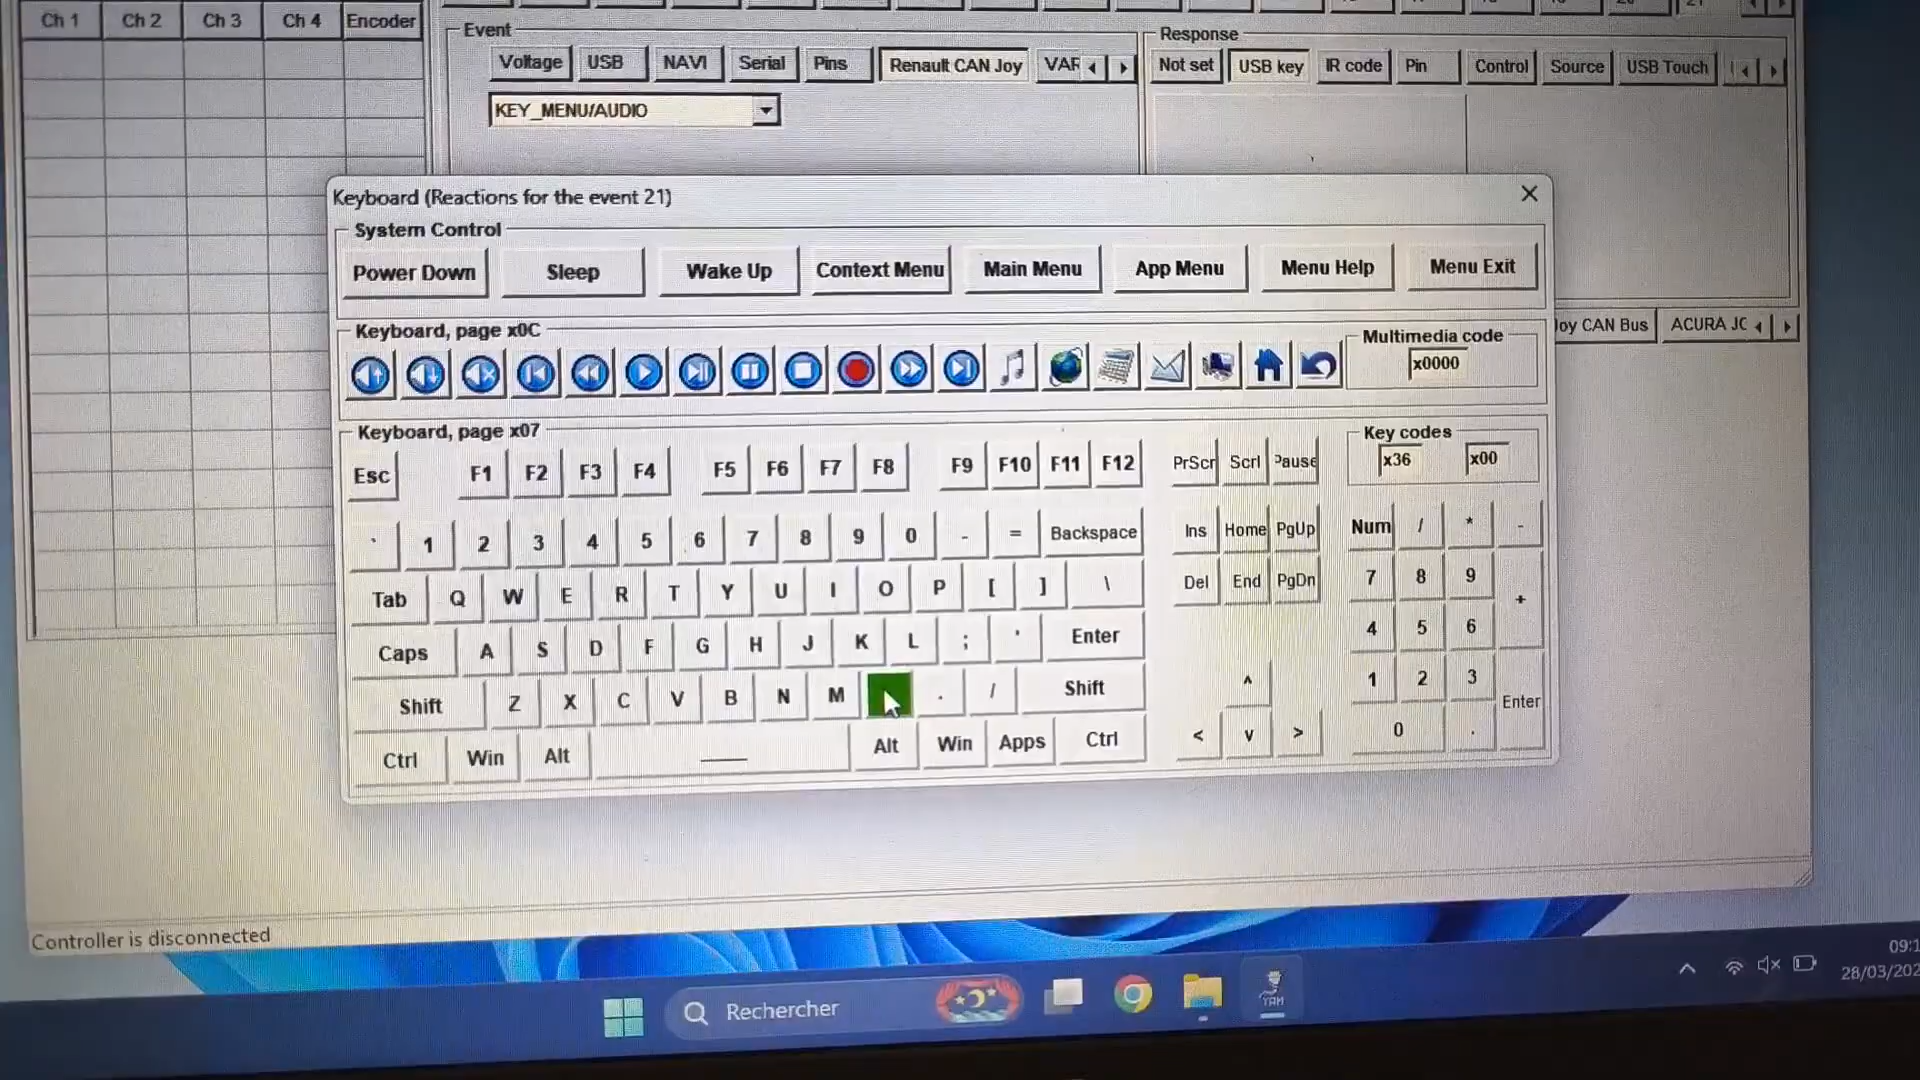 Ch 1 Ch 2 Ch 3 Ch 4 Encoder
Event
Voltage USB NAVI Serial Pins Renault CAN Joy
KEY_MENU/AUDIO
Response
Not set USB key IR code Pin Control Source USB Touch
Keyboard (Reactions for the event 21)
System Control
Power Down Sleep Wake Up Context Menu Main Menu App Menu Menu Help Menu Exit
Keyboard, page x0C
Multimedia code
x0000
oy CAN Bus ACURA JC
Keyboard, page x07
Key codes
x36 x00
Esc F1 F2 F3 F4 F5 F6 F7 F8 F9 F10 F11 F12 PrScr Scrl Pause
` 1 2 3 4 5 6 7 8 9 0 - = Backspace Ins Home PgUp Num / * -
Tab Q W E R T Y U I O P [ ] \ Del End PgDn 7 8 9 +
Caps A S D F G H J K L ; ' Enter 4 5 6
Shift Z X C V B N M . / Shift ^ 1 2 3 Enter
Ctrl Win Alt Alt Win Apps Ctrl < v > 0 .
Controller is disconnected
Rechercher
YAM
09:1
28/03/202